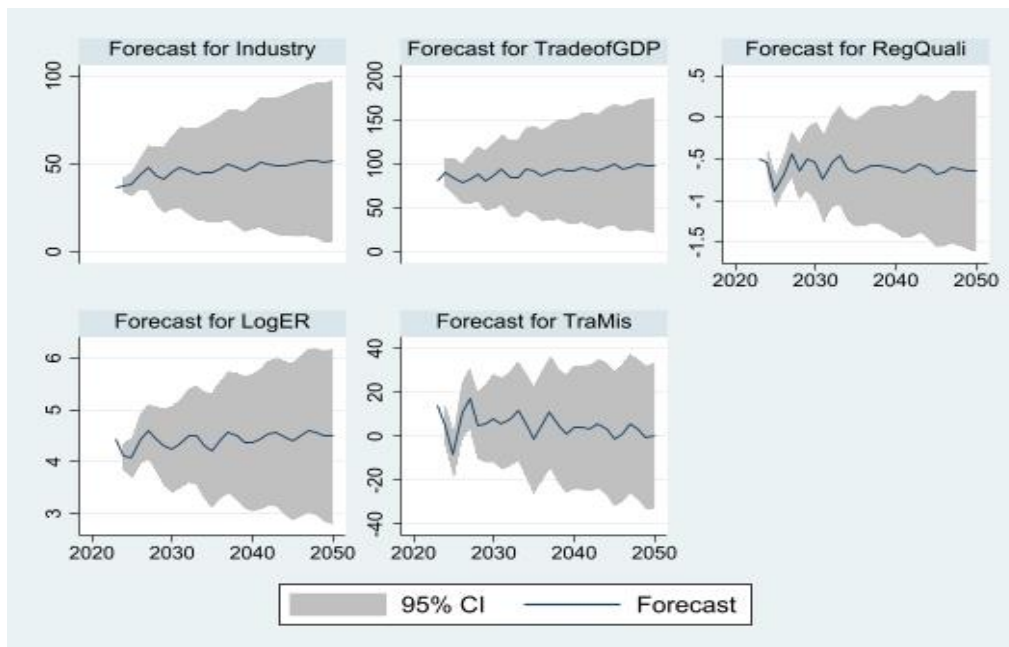 Forecast for Industry
100
50
0
Forecast for TradeofGDP
200
150
100
50
0
Forecast for RegQuali
.5
0
-.5
-1
-1.5
2020 2030 2040 2050
Forecast for LogER
6
5
4
3
2020 2030 2040 2050
Forecast for TraMis
40
20
0
-20
-40
2020 2030 2040 2050
95% CI Forecast